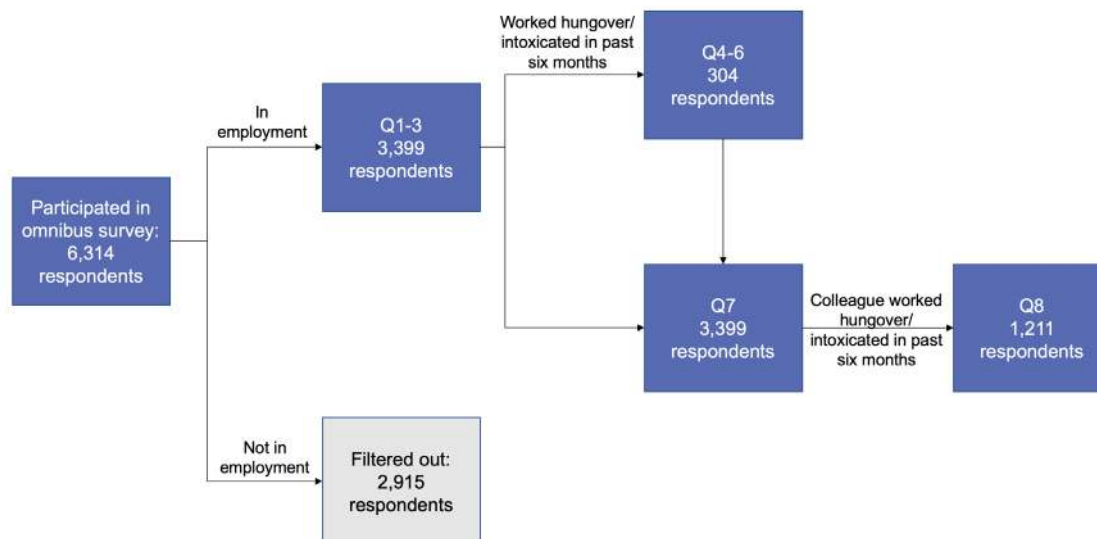 Participated in
omnibus survey:
6,314
respondents
In
employment
Q1-3
3,399
respondents
Worked hungover/
intoxicated in past
six months
Q4-6
304
respondents
Q7
3,399
respondents
Colleague worked
hungover/
intoxicated in past
six months
Q8
1,211
respondents
Not in
employment
Filtered out:
2,915
respondents